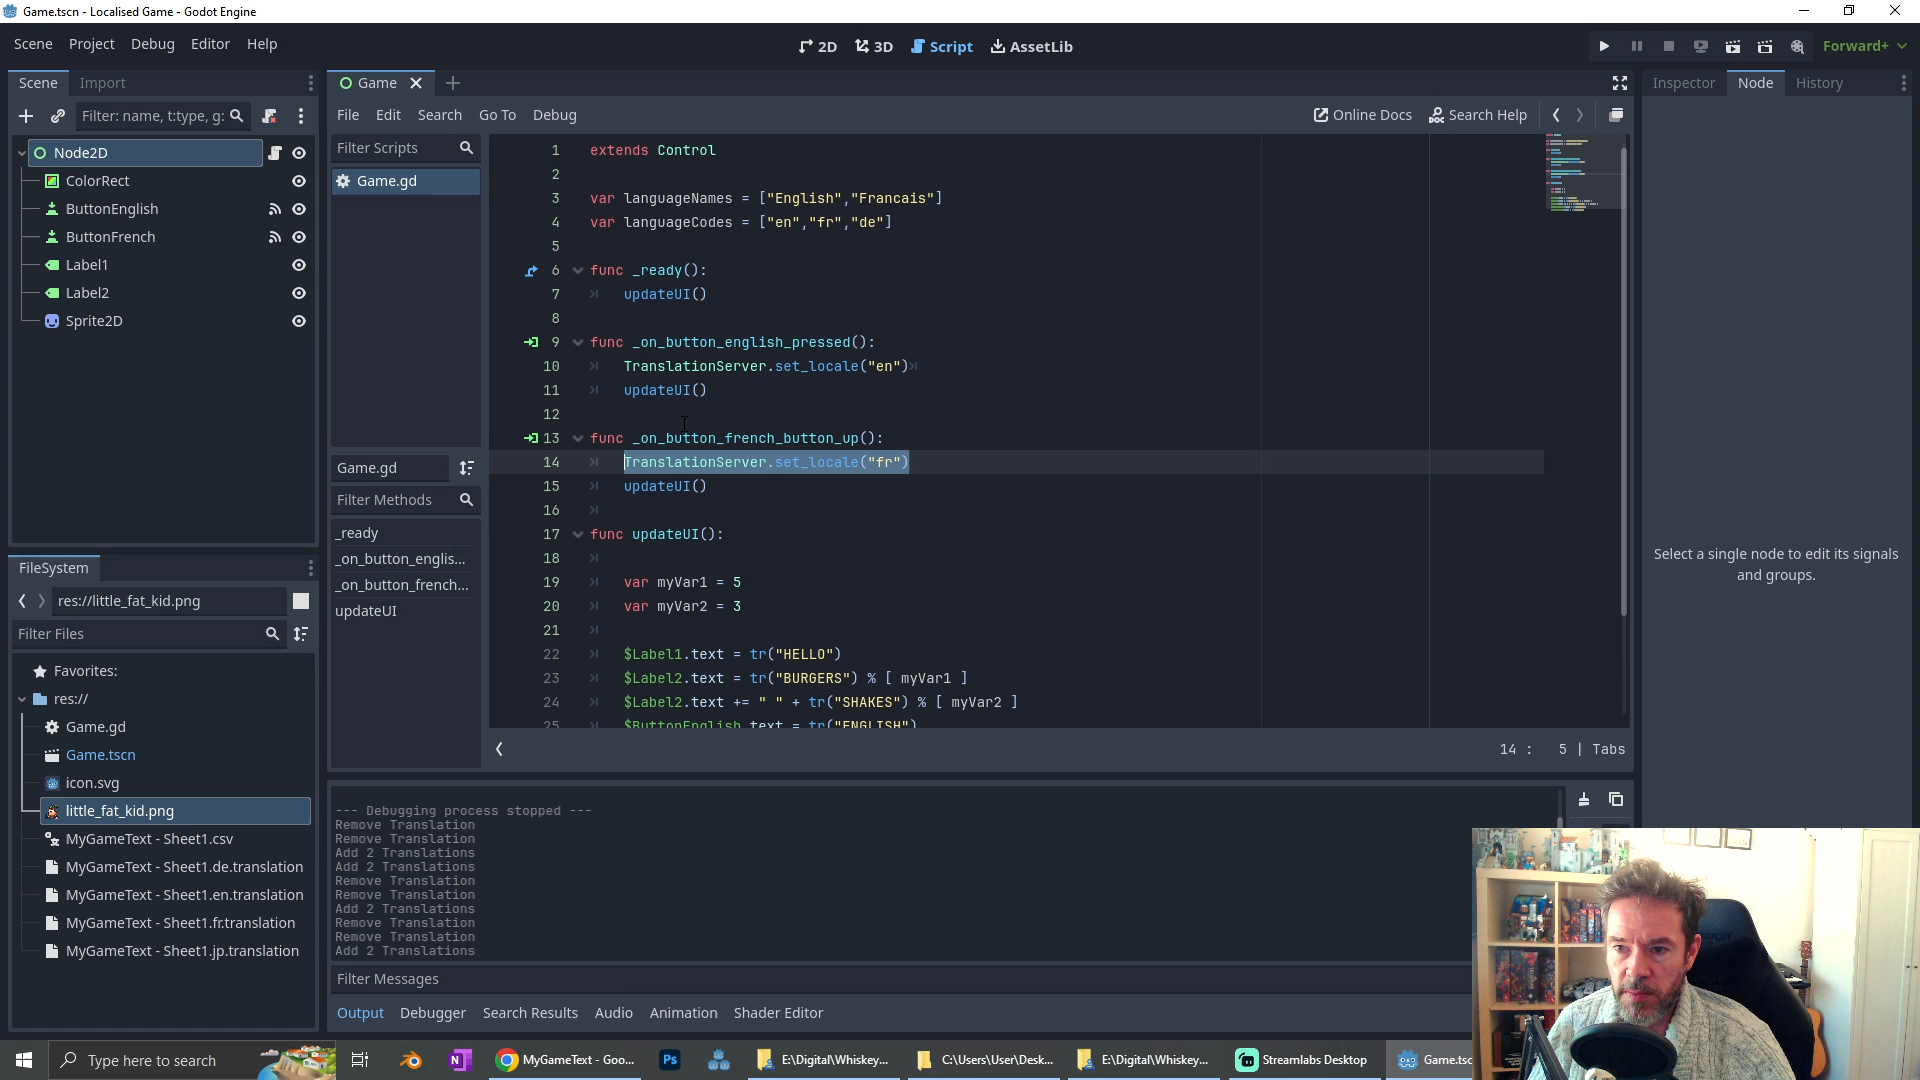 Game.tscn - Localised Game - Godot Engine
Scene Project Debug Editor Help
2D 3D Script AssetLib
Forward+
Scene Import
Filter: name, t:type, g:
Node2D
ColorRect
ButtonEnglish
ButtonFrench
Label1
Label2
Sprite2D
FileSystem
res://little_fat_kid.png
Filter Files
Favorites:
res://
Game.gd
Game.tscn
icon.svg
little_fat_kid.png
MyGameText - Sheet1.csv
MyGameText - Sheet1.de.translation
MyGameText - Sheet1.en.translation
MyGameText - Sheet1.fr.translation
MyGameText - Sheet1.jp.translation
Game
File Edit Search Go To Debug
Online Docs Search Help
Filter Scripts
Game.gd
Game.gd
Filter Methods
_ready
_on_button_englis...
_on_button_french...
updateUI
1 extends Control
2
3 var languageNames = ["English","Francais"]
4 var languageCodes = ["en","fr","de"]
5
6 func _ready():
7 updateUI()
8
9 func _on_button_english_pressed():
10 TranslationServer.set_locale("en")
11 updateUI()
12
13 func _on_button_french_button_up():
14 TranslationServer.set_locale("fr")
15 updateUI()
16
17 func updateUI():
18
19 var myVar1 = 5
20 var myVar2 = 3
21
22 $Label1.text = tr("HELLO")
23 $Label2.text = tr("BURGERS") % [ myVar1 ]
24 $Label2.text += " " + tr("SHAKES") % [ myVar2 ]
25 $ButtonEnglish.text = tr("ENGLISH")
14 : 5 | Tabs
--- Debugging process stopped ---
Remove Translation
Remove Translation
Add 2 Translations
Add 2 Translations
Remove Translation
Remove Translation
Add 2 Translations
Remove Translation
Remove Translation
Add 2 Translations
Filter Messages
Output Debugger Search Results Audio Animation Shader Editor
Inspector Node History
Select a single node to edit its signals
and groups.
Type here to search
MyGameText - Goo...
Ps
E:\Digital\Whiskey...
C:\Users\User\Desk...
E:\Digital\Whiskey...
Streamlabs Desktop
Game.tsc